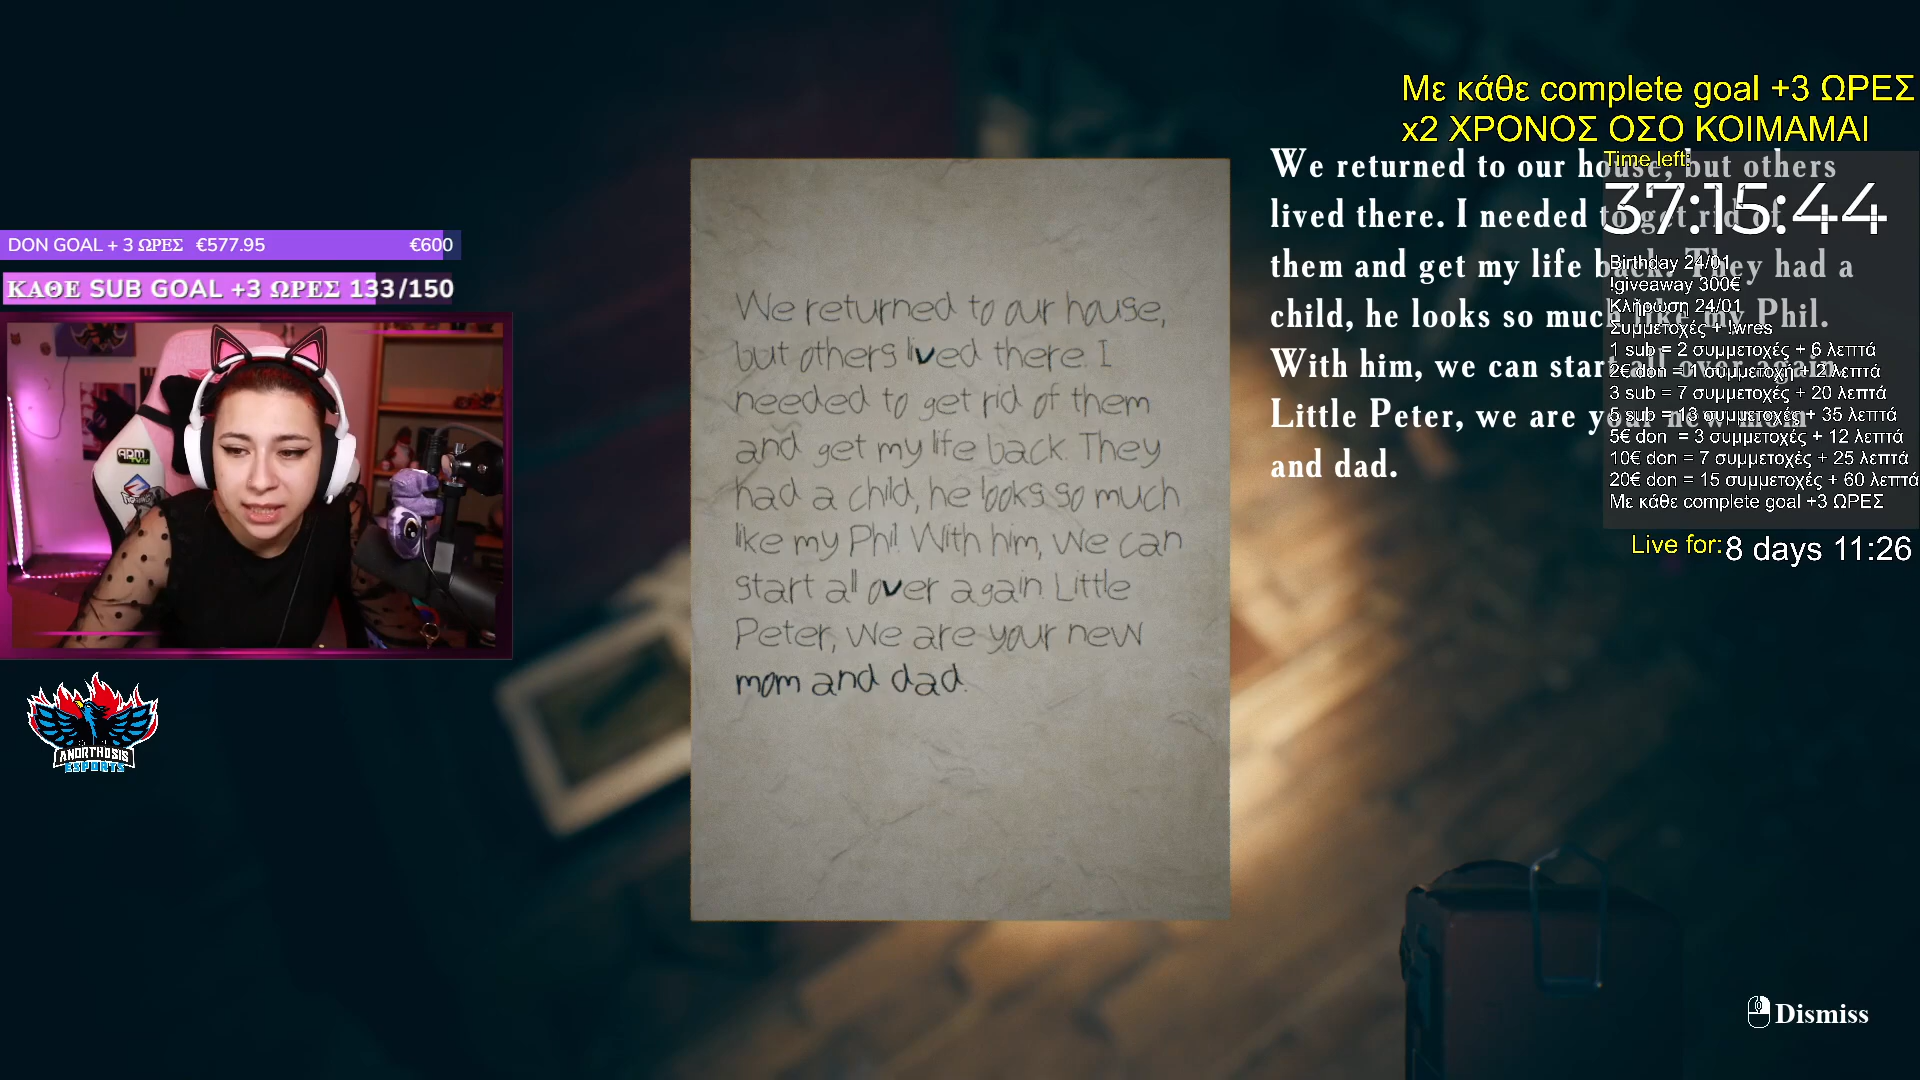 Με κάθε complete goal +3 ΩΡΕΣ
x2 ΧΡΟΝΟΣ ΟΣΟ ΚΟΙΜΑΜΑΙ
DON GOAL + 3 ΩΡΕΣ €577.95 €600
ΚΑΘΕ SUB GOAL +3 ΩΡΕΣ 133/150
ANORTHOSIS
ESPORTS
We returned to our house,
but others lived there. I
needed to get rid of them
and get my life back. They
had a child, he looks so much
like my Phil. With him, we can
start all over again. Little
Peter, we are your new
mom and dad.
We returned to our house, but others
lived there. I needed to get rid of
them and get my life back. They had a
child, he looks so much like my Phil.
With him, we can start all over again.
Little Peter, we are your new mom
and dad.
Time left:
37:15:44
Birthday 24/01
!giveaway 300€
Κλήρωση 24/01
Συμμετοχές + !wres
1 sub = 2 συμμετοχές + 6 λεπτά
2€ don = 1 συμμετοχή + 2 λεπτά
3 sub = 7 συμμετοχές + 20 λεπτά
5 sub = 13 συμμετοχές + 35 λεπτά
5€ don = 3 συμμετοχές + 12 λεπτά
10€ don = 7 συμμετοχές + 25 λεπτά
20€ don = 15 συμμετοχές + 60 λεπτά
Με κάθε complete goal +3 ΩΡΕΣ
Live for: 8 days 11:26
Dismiss